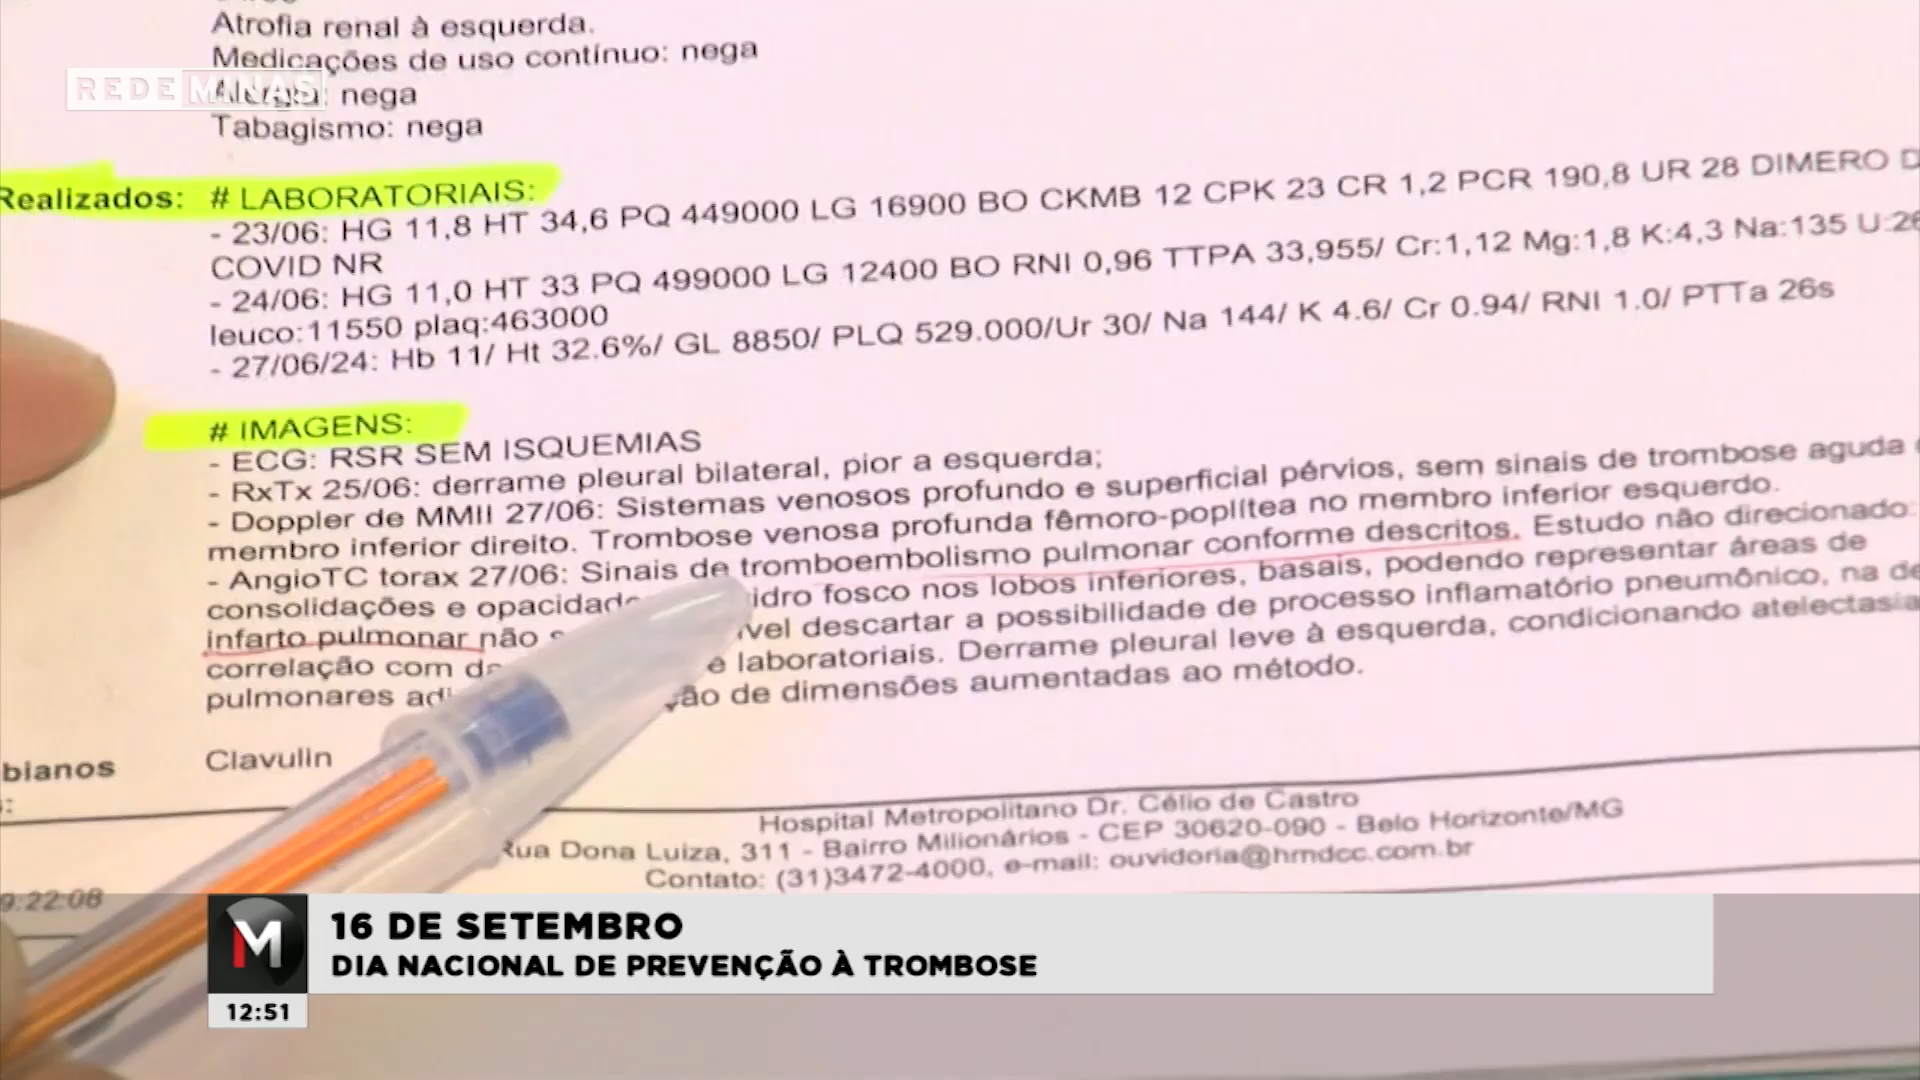 Atrofia renal à esquerda.
Medicações de uso contínuo: nega
REDE MINAS
Alergia: nega
Tabagismo: nega
Realizados: # LABORATORIAIS:
- 23/06: HG 11,8 HT 34,6 PQ 449000 LG 16900 BO CKMB 12 CPK 23 CR 1,2 PCR 190,8 UR 28 DIMERO D
COVID NR
- 24/06: HG 11,0 HT 33 PQ 499000 LG 12400 BO RNI 0,96 TTPA 33,955/ Cr:1,12 Mg:1,8 K:4,3 Na:135 U:26
leuco:11550 plaq:463000
- 27/06/24: Hb 11/ Ht 32.6%/ GL 8850/ PLQ 529.000/Ur 30/ Na 144/ K 4.6/ Cr 0.94/ RNI 1.0/ PTTa 26s
# IMAGENS:
- ECG: RSR SEM ISQUEMIAS
- RxTx 25/06: derrame pleural bilateral, pior a esquerda;
- Doppler de MMII 27/06: Sistemas venosos profundo e superficial pérvios, sem sinais de trombose aguda
membro inferior direito. Trombose venosa profunda fêmoro-poplítea no membro inferior esquerdo.
- AngioTC torax 27/06: Sinais de tromboembolismo pulmonar conforme descritos. Estudo não direcionado:
consolidações e opacidad idro fosco nos lobos inferiores, basais, podendo representar áreas de
infarto pulmonar não s vel descartar a possibilidade de processo inflamatório pneumônico, na de
correlação com da e laboratoriais. Derrame pleural leve à esquerda, condicionando atelectasia
pulmonares ad ão de dimensões aumentadas ao método.
bianos Clavulin
s:
Hospital Metropolitano Dr. Célio de Castro
Rua Dona Luiza, 311 - Bairro Milionários - CEP 30620-090 - Belo Horizonte/MG
Contato: (31)3472-4000, e-mail: ouvidoria@hmdcc.com.br
9:22:08
M
16 DE SETEMBRO
DIA NACIONAL DE PREVENÇÃO À TROMBOSE
12:51